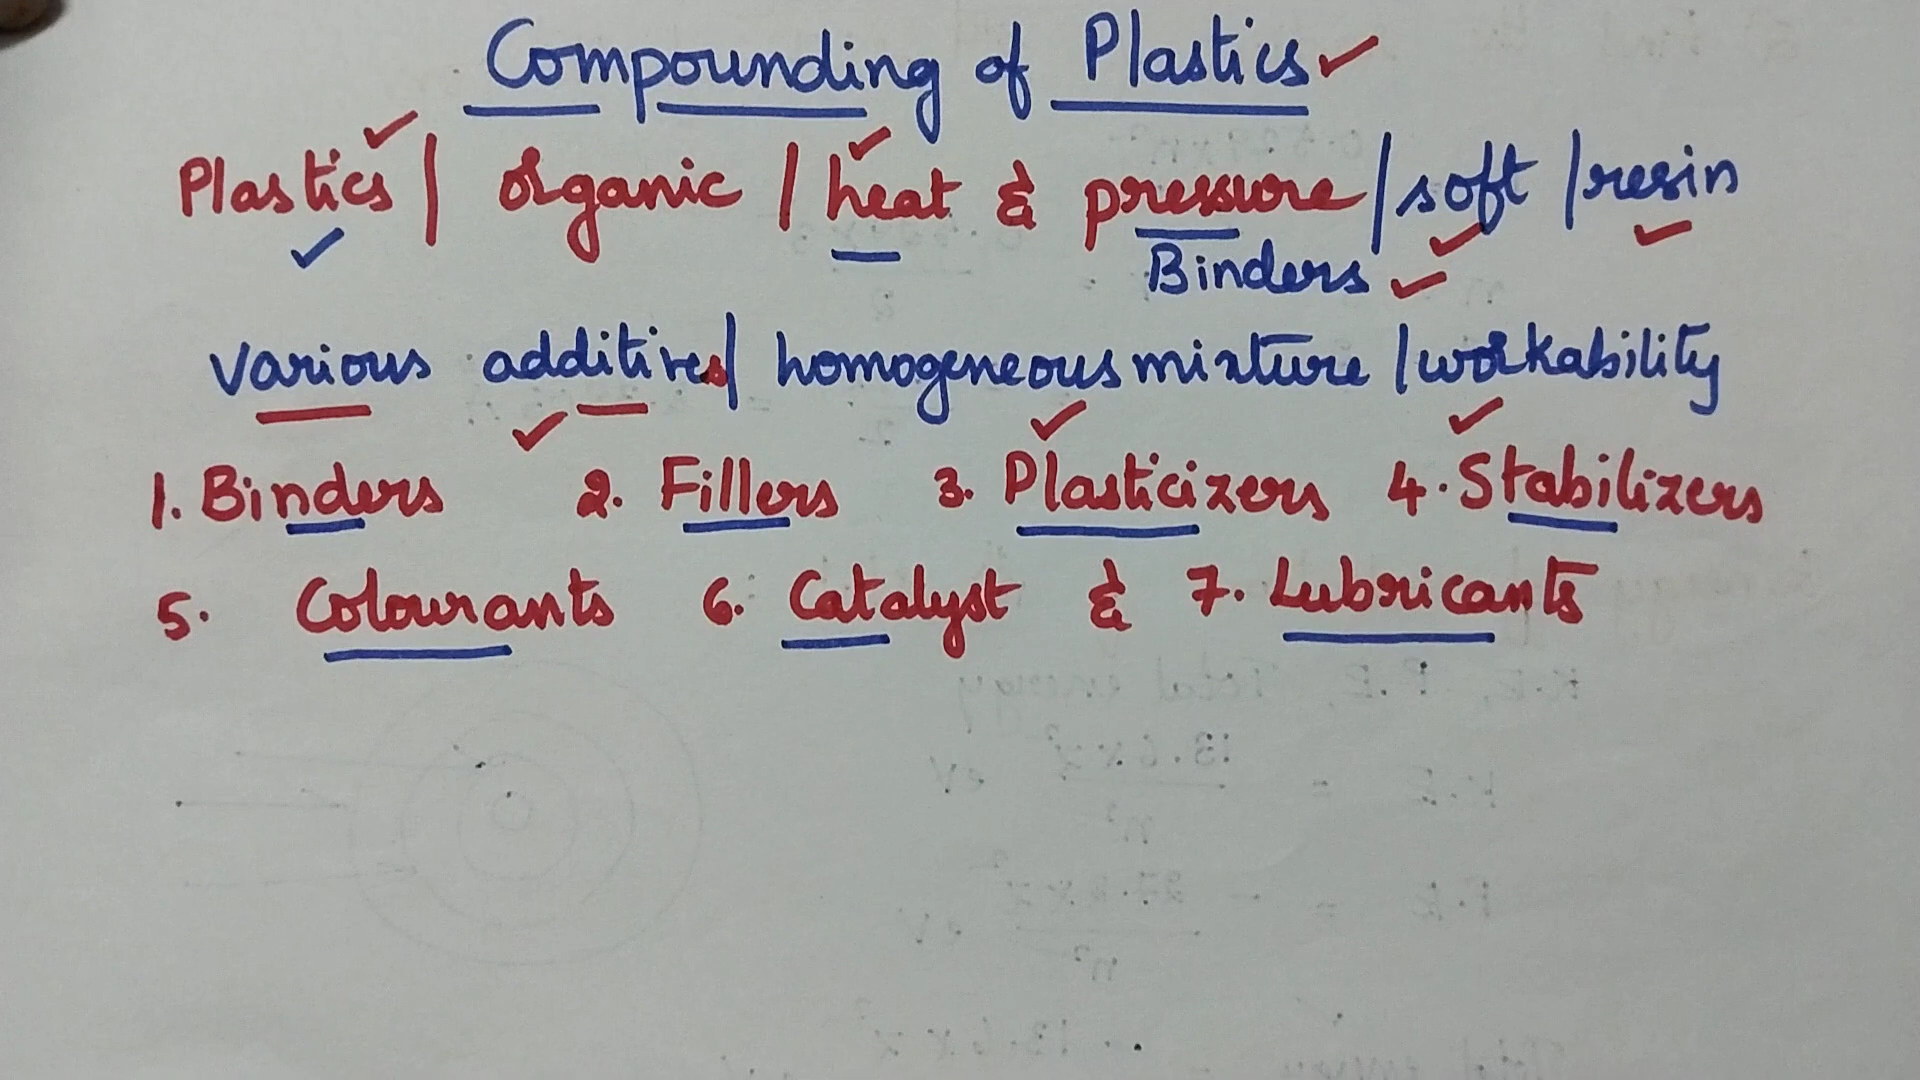 Compounding of Plastics
Plastics / organic / heat & pressure / soft / resin
Binders
various additives / homogeneous mixture / workability
1. Binders 2. Fillers 3. Plasticizers 4. Stabilizers
5. Colourants 6. Catalyst & 7. Lubricants